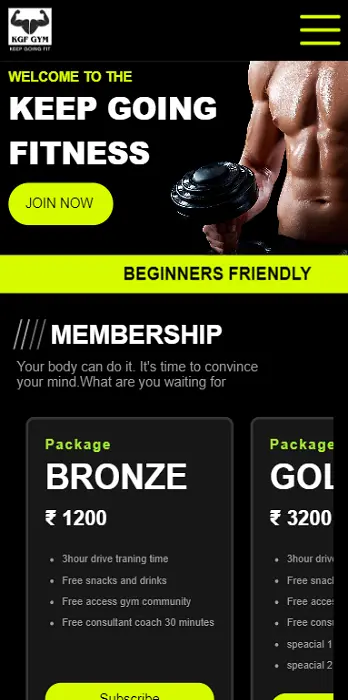 KGF GYM
KEEP GOING FIT
WELCOME TO THE
KEEP GOING
FITNESS
JOIN NOW
BEGINNERS FRIENDLY
//// MEMBERSHIP
Your body can do it. It's time to convince
your mind.What are you waiting for
Package
BRONZE
₹ 1200
• 3hour drive traning time
• Free snacks and drinks
• Free access gym community
• Free consultant coach 30 minutes
Subscribe
Package
GOL
₹ 3200
• 3hour driv
• Free snac
• Free acce
• Free cons
• speacial 1
• speacial 2